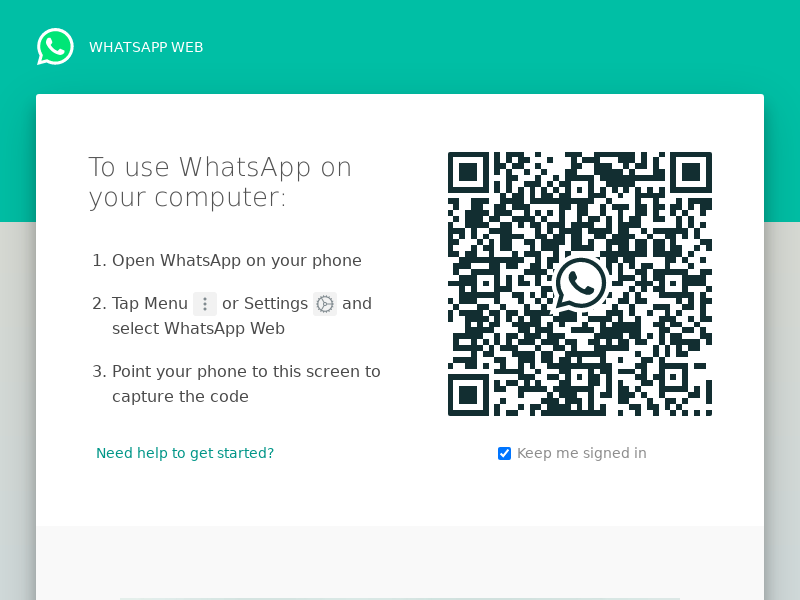 WHATSAPP WEB
To use WhatsApp on
your computer:
1. Open WhatsApp on your phone
2. Tap Menu or Settings and
select WhatsApp Web
3. Point your phone to this screen to
capture the code
Need help to get started?
Keep me signed in